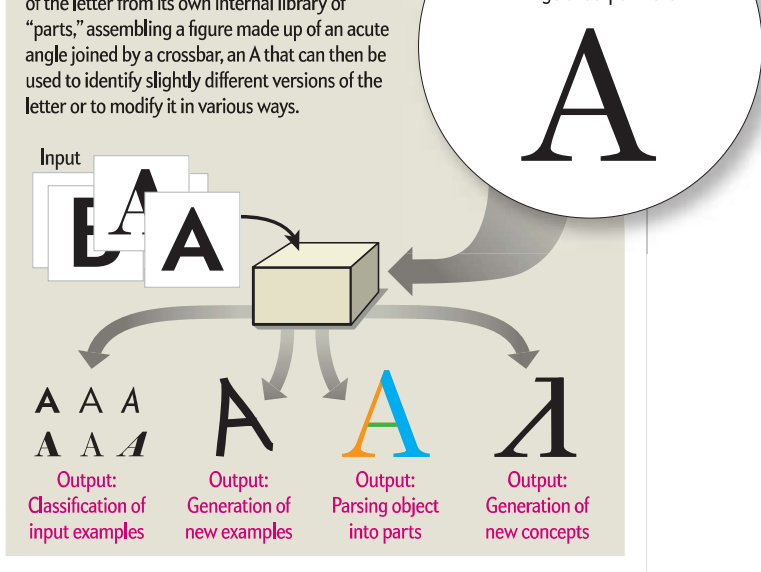 of the letter from its own internal library of
“parts,” assembling a figure made up of an acute
angle joined by a crossbar, an A that can then be
used to identify slightly different versions of the
letter or to modify it in various ways.
A
Input
B
A
A
A A A
A A A
A
A
Output:
Classification of
input examples
Output:
Generation of
new examples
Output:
Parsing object
into parts
Output:
Generation of
new concepts